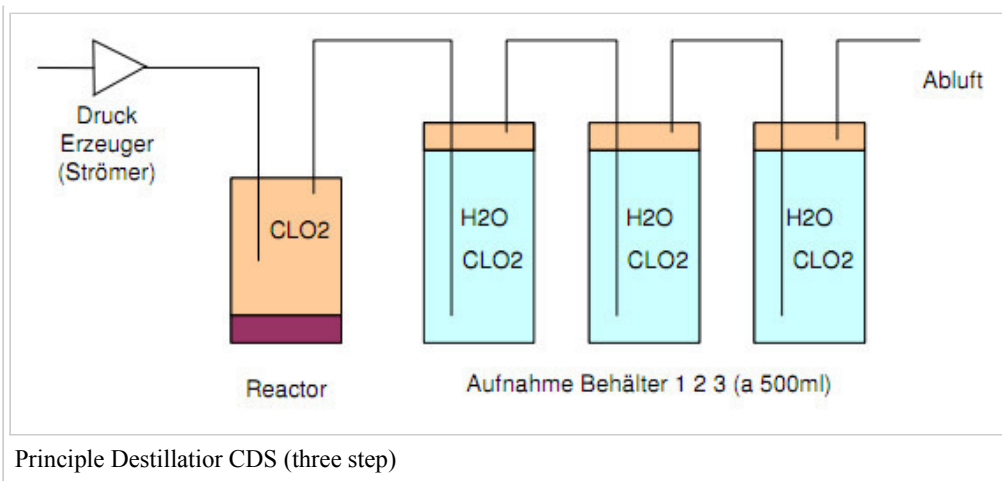 Druck
Erzeuger
(Strömer)
Abluft
CLO2
H2O
CLO2
H2O
CLO2
H2O
CLO2
Reactor
Aufnahme Behälter 1 2 3 (a 500ml)
Principle Destillatior CDS (three step)